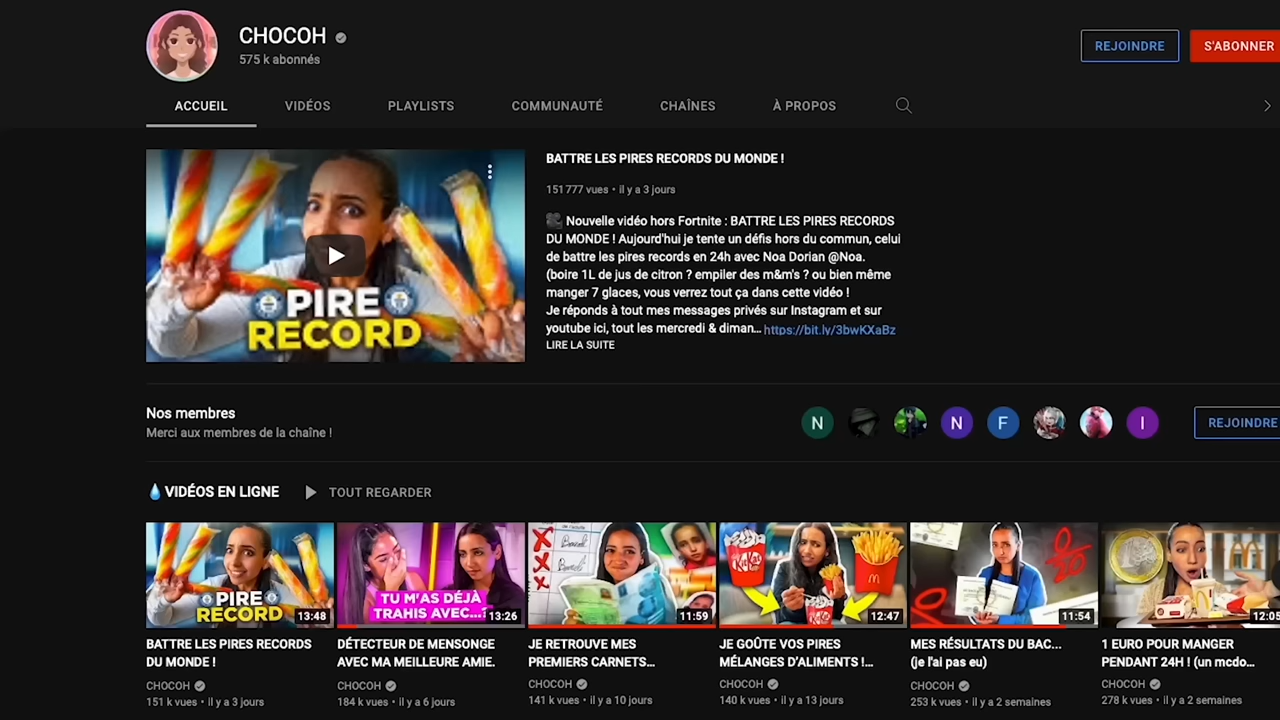 CHOCOH
575 k abonnés
REJOINDRE
S'ABONNER
ACCUEIL
VIDÉOS
PLAYLISTS
COMMUNAUTÉ
CHAÎNES
À PROPOS
PIRE
RECORD
BATTRE LES PIRES RECORDS DU MONDE !
151 777 vues • il y a 3 jours
Nouvelle vidéo hors Fortnite : BATTRE LES PIRES RECORDS
DU MONDE ! Aujourd'hui je tente un défis hors du commun, celui
de battre les pires records en 24h avec Noa Dorian @Noa.
(boire 1L de jus de citron ? empiler des m&m's ? ou bien même
manger 7 glaces, vous verrez tout ça dans cette vidéo !
Je réponds à tout mes messages privés sur Instagram et sur
youtube ici, tout les mercredi & diman... https://bit.ly/3bwKXaBz
LIRE LA SUITE
Nos membres
Merci aux membres de la chaîne !
N
N
F
I
REJOINDRE
VIDÉOS EN LIGNE
TOUT REGARDER
PIRE
RECORD
13:48
TU M'AS DÉJÀ
TRAHIS AVEC...?
13:26
11:59
12:47
11:54
12:05
BATTRE LES PIRES RECORDS
DU MONDE !
CHOCOH
151 k vues • il y a 3 jours
DÉTECTEUR DE MENSONGE
AVEC MA MEILLEURE AMIE.
CHOCOH
184 k vues • il y a 6 jours
JE RETROUVE MES
PREMIERS CARNETS...
CHOCOH
141 k vues • il y a 10 jours
JE GOÛTE VOS PIRES
MÉLANGES D'ALIMENTS !...
CHOCOH
140 k vues • il y a 13 jours
MES RÉSULTATS DU BAC...
(je l'ai pas eu)
CHOCOH
253 k vues • il y a 2 semaines
1 EURO POUR MANGER
PENDANT 24H ! (un mcdo...
CHOCOH
278 k vues • il y a 2 semaines